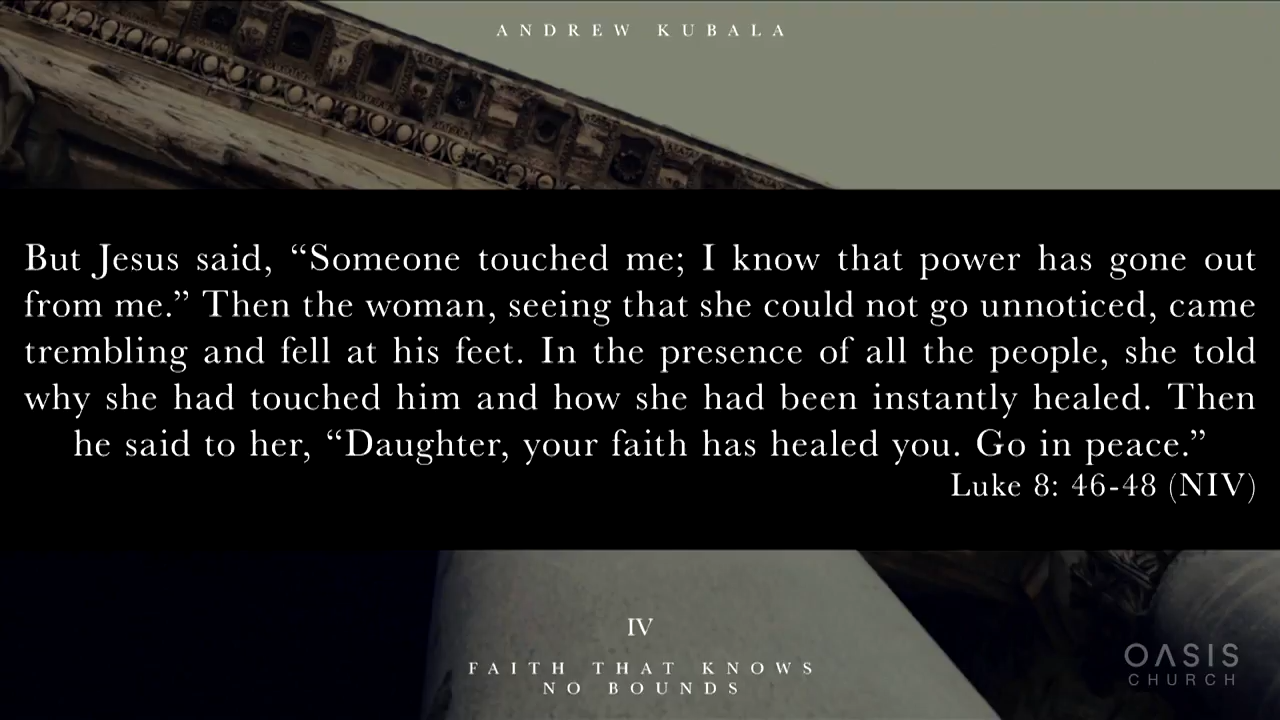 ANDREW KUBALA
But Jesus said, “Someone touched me; I know that power has gone out
from me.” Then the woman, seeing that she could not go unnoticed, came
trembling and fell at his feet. In the presence of all the people, she told
why she had touched him and how she had been instantly healed. Then
he said to her, “Daughter, your faith has healed you. Go in peace.”
Luke 8: 46-48 (NIV)
IV
FAITH THAT KNOWS
NO BOUNDS
OASIS
CHURCH